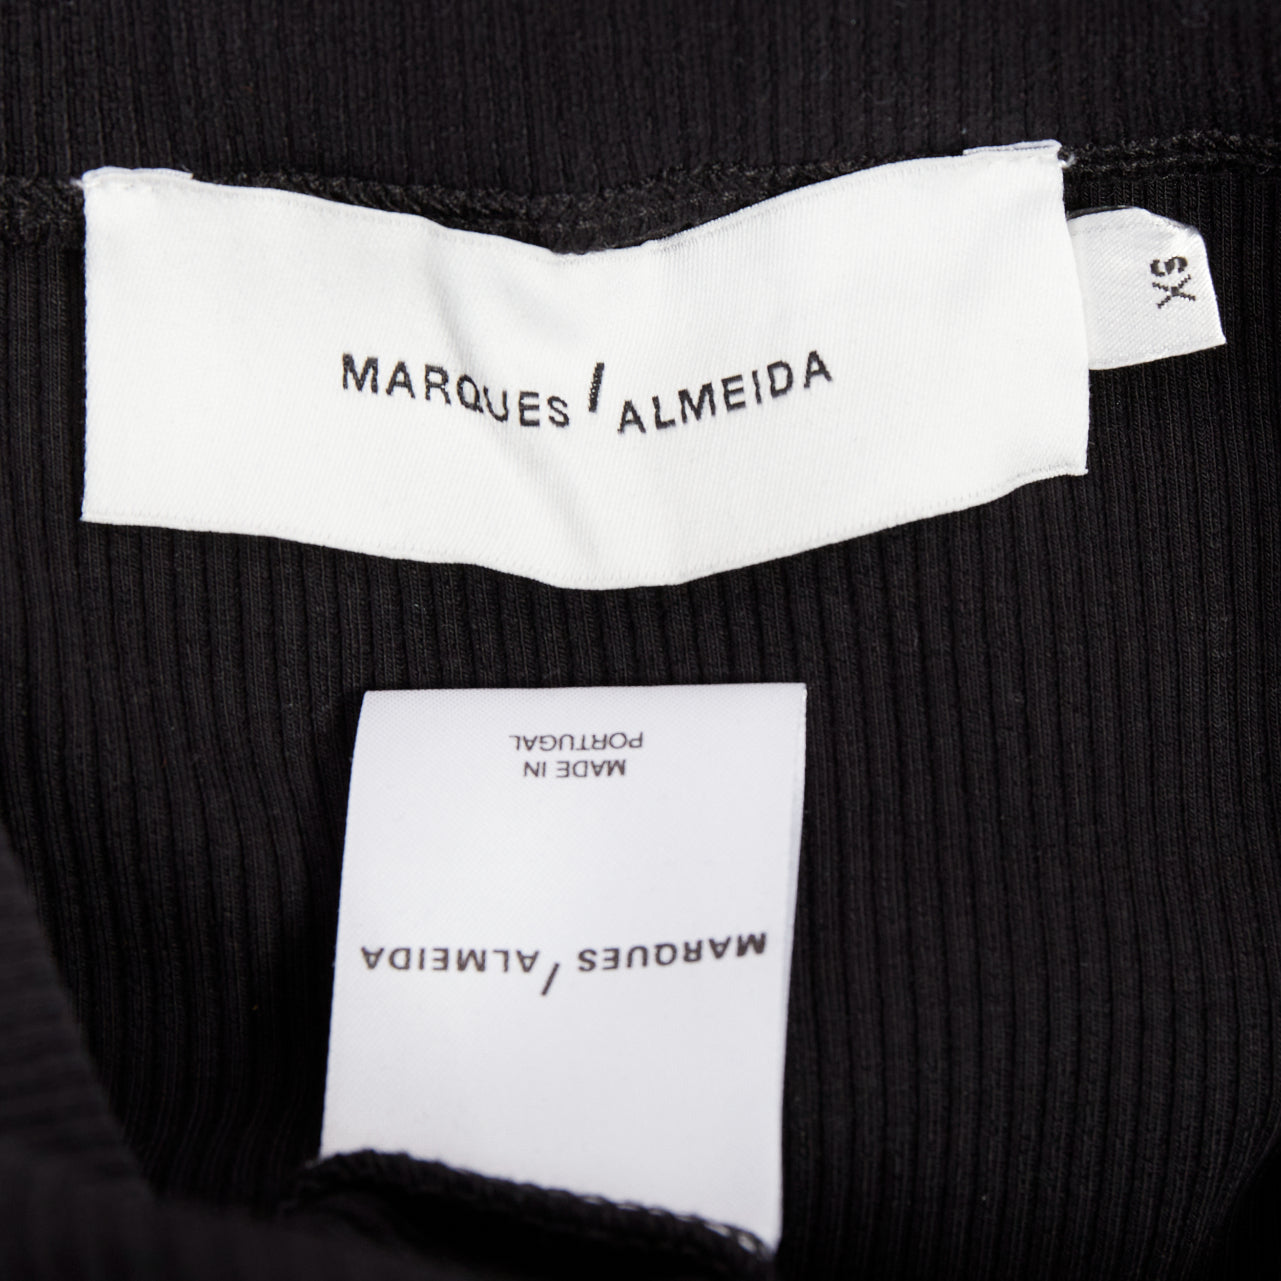 MARQUES / ALMEIDA
XS
MARQUES / ALMEIDA
MADE IN
PORTUGAL